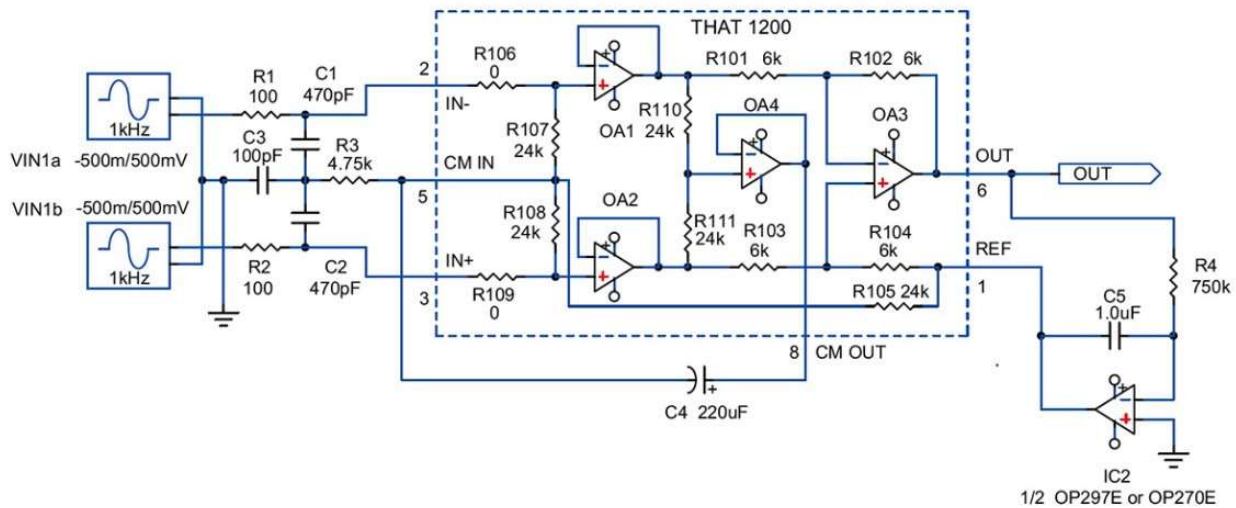 THAT 1200
R106
0
R101 6k
R102 6k
R1
100
C1
470pF
2
IN-
1kHz
R110
24k
OA4
OA1
OA3
R107
24k
C3
100pF
R3
4.75k
VIN1a -500m/500mV
CM IN
5
OUT
6
OUT
VIN1b -500m/500mV
OA2
R108
24k
R111
24k
R103
6k
R104
6k
REF
1
IN+
3
R109
0
1kHz
R2
100
C2
470pF
R105 24k
R4
750k
C5
1.0uF
8 CM OUT
C4 220uF
IC2
1/2 OP297E or OP270E